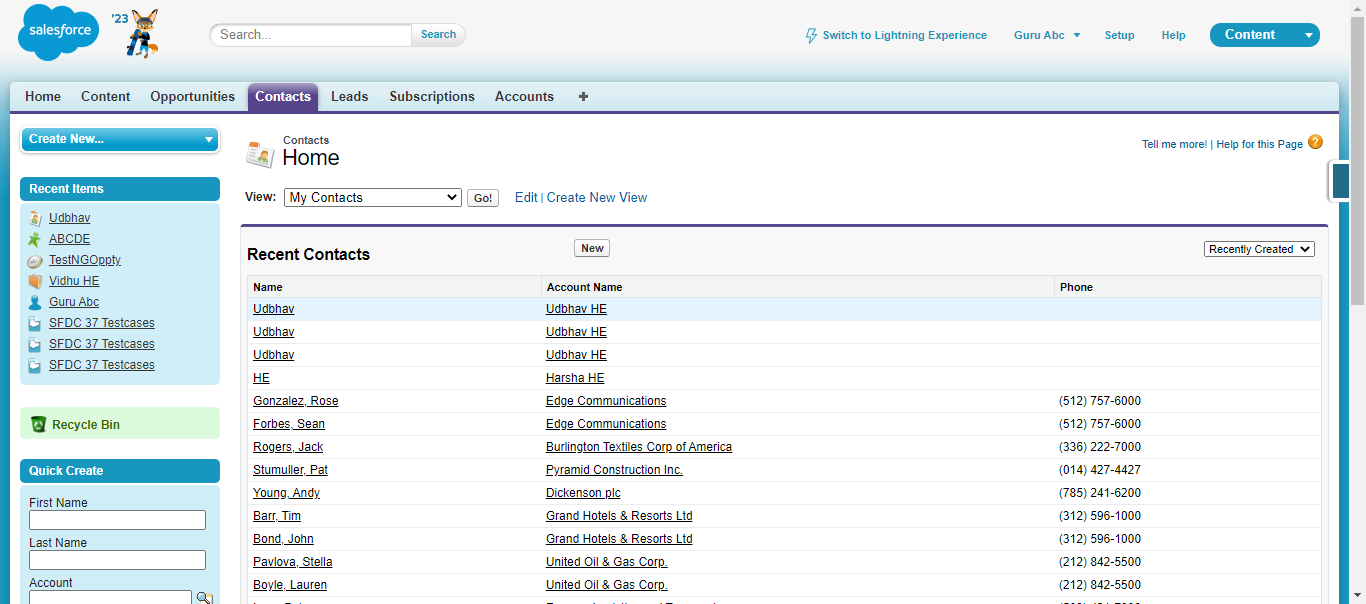 salesforce
'23
Search...
Search
Switch to Lightning Experience
Guru Abc
Setup
Help
Content
Home Content Opportunities Contacts Leads Subscriptions Accounts +
Create New...
Recent Items
Udbhav
ABCDE
TestNGOppty
Vidhu HE
Guru Abc
SFDC 37 Testcases
SFDC 37 Testcases
SFDC 37 Testcases
Recycle Bin
Quick Create
First Name
Last Name
Account
Contacts
Home
Tell me more! | Help for this Page
View: My Contacts Go! Edit | Create New View
Recent Contacts New Recently Created
Name Account Name Phone
Udbhav Udbhav HE
Udbhav Udbhav HE
Udbhav Udbhav HE
HE Harsha HE
Gonzalez, Rose Edge Communications (512) 757-6000
Forbes, Sean Edge Communications (512) 757-6000
Rogers, Jack Burlington Textiles Corp of America (336) 222-7000
Stumuller, Pat Pyramid Construction Inc. (014) 427-4427
Young, Andy Dickenson plc (785) 241-6200
Barr, Tim Grand Hotels & Resorts Ltd (312) 596-1000
Bond, John Grand Hotels & Resorts Ltd (312) 596-1000
Pavlova, Stella United Oil & Gas Corp. (212) 842-5500
Boyle, Lauren United Oil & Gas Corp. (212) 842-5500